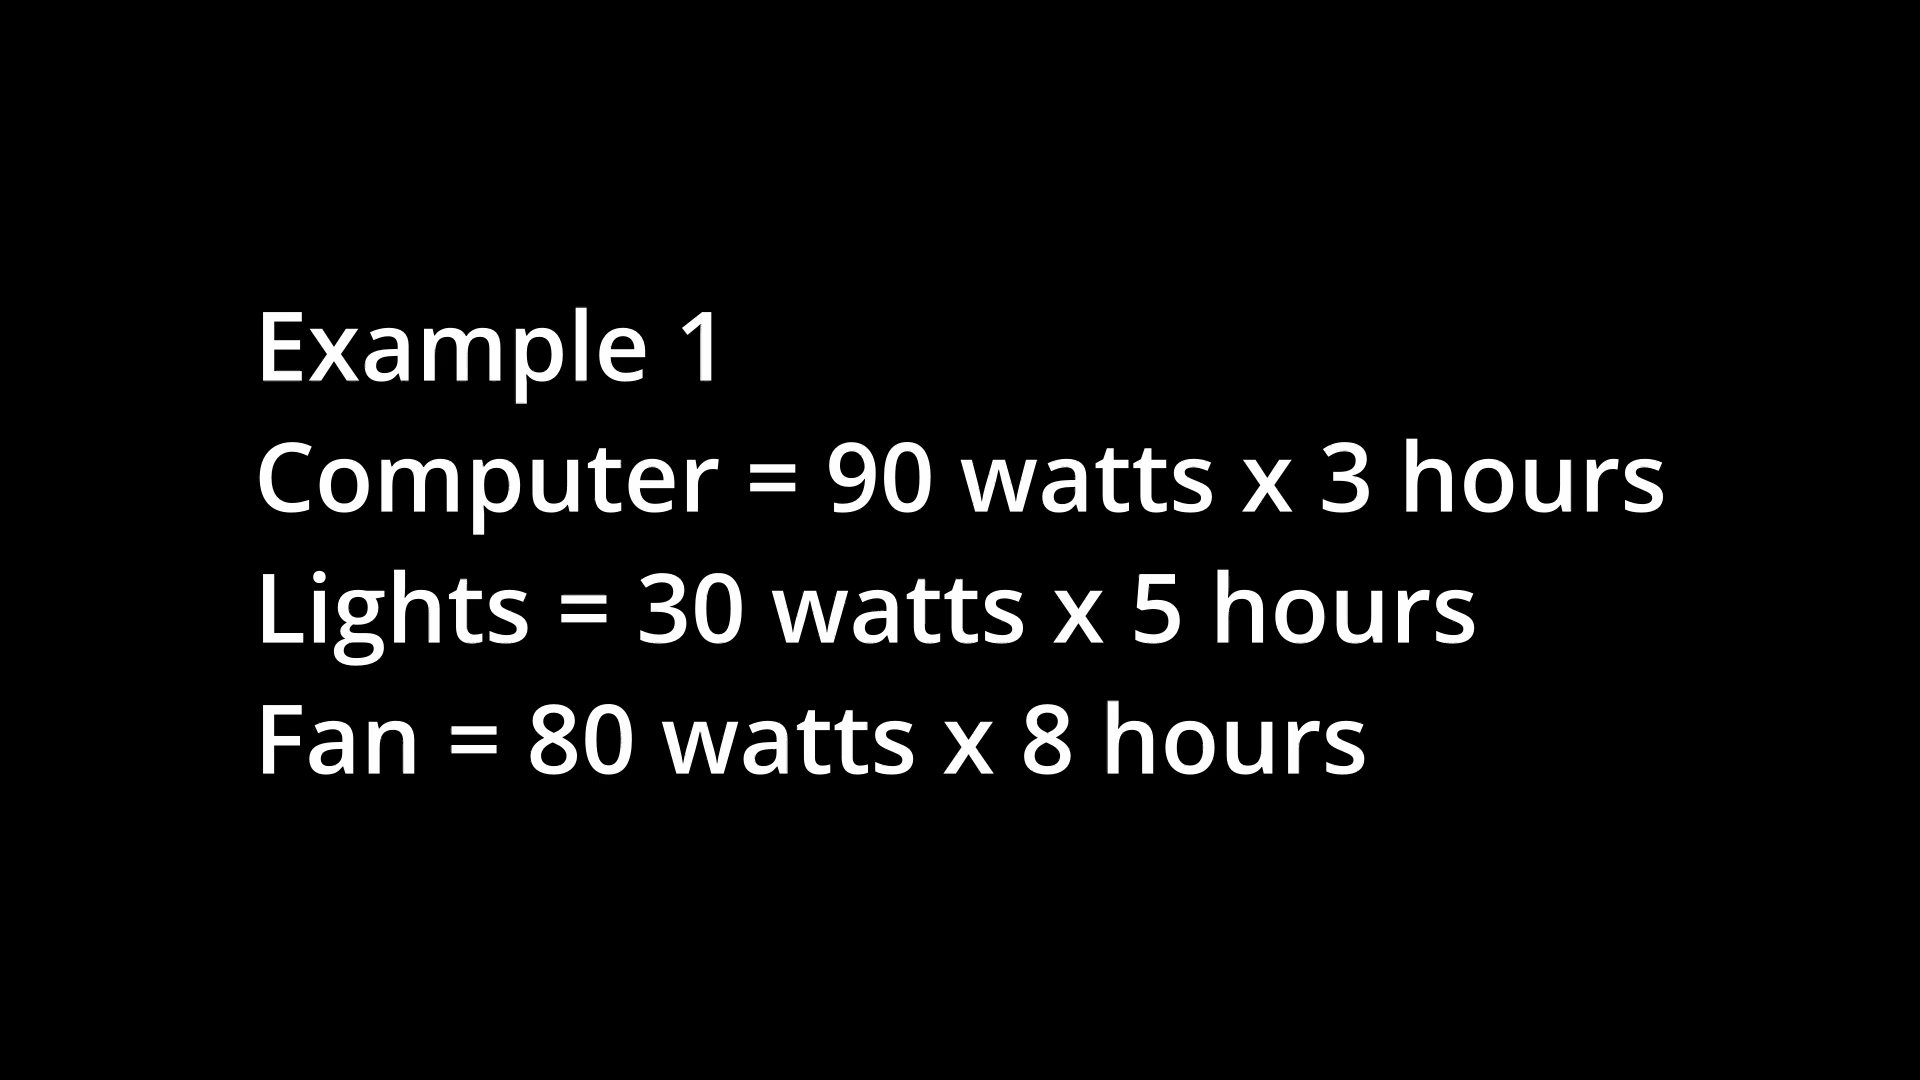 Example 1
Computer = 90 watts x 3 hours
Lights = 30 watts x 5 hours
Fan = 80 watts x 8 hours